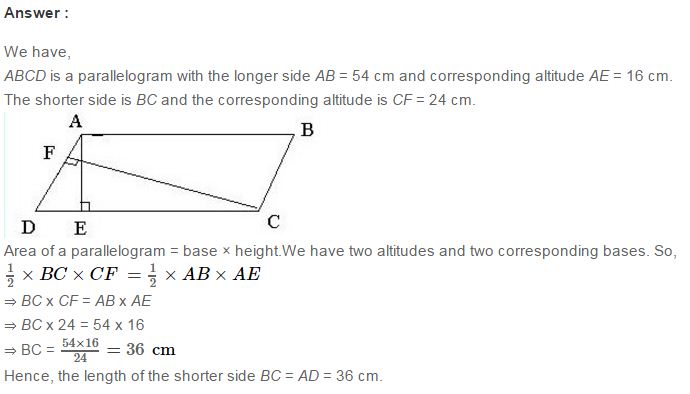 Answer :
We have,
ABCD is a parallelogram with the longer side AB = 54 cm and corresponding altitude AE = 16 cm.
The shorter side is BC and the corresponding altitude is CF = 24 cm.
A
B
F
D
E
C
Area of a parallelogram = base × height.We have two altitudes and two corresponding bases. So,
1/2 × BC × CF = 1/2 × AB × AE
⇒ BC x CF = AB x AE
⇒ BC x 24 = 54 x 16
⇒ BC = 54×16/24 = 36 cm
Hence, the length of the shorter side BC = AD = 36 cm.